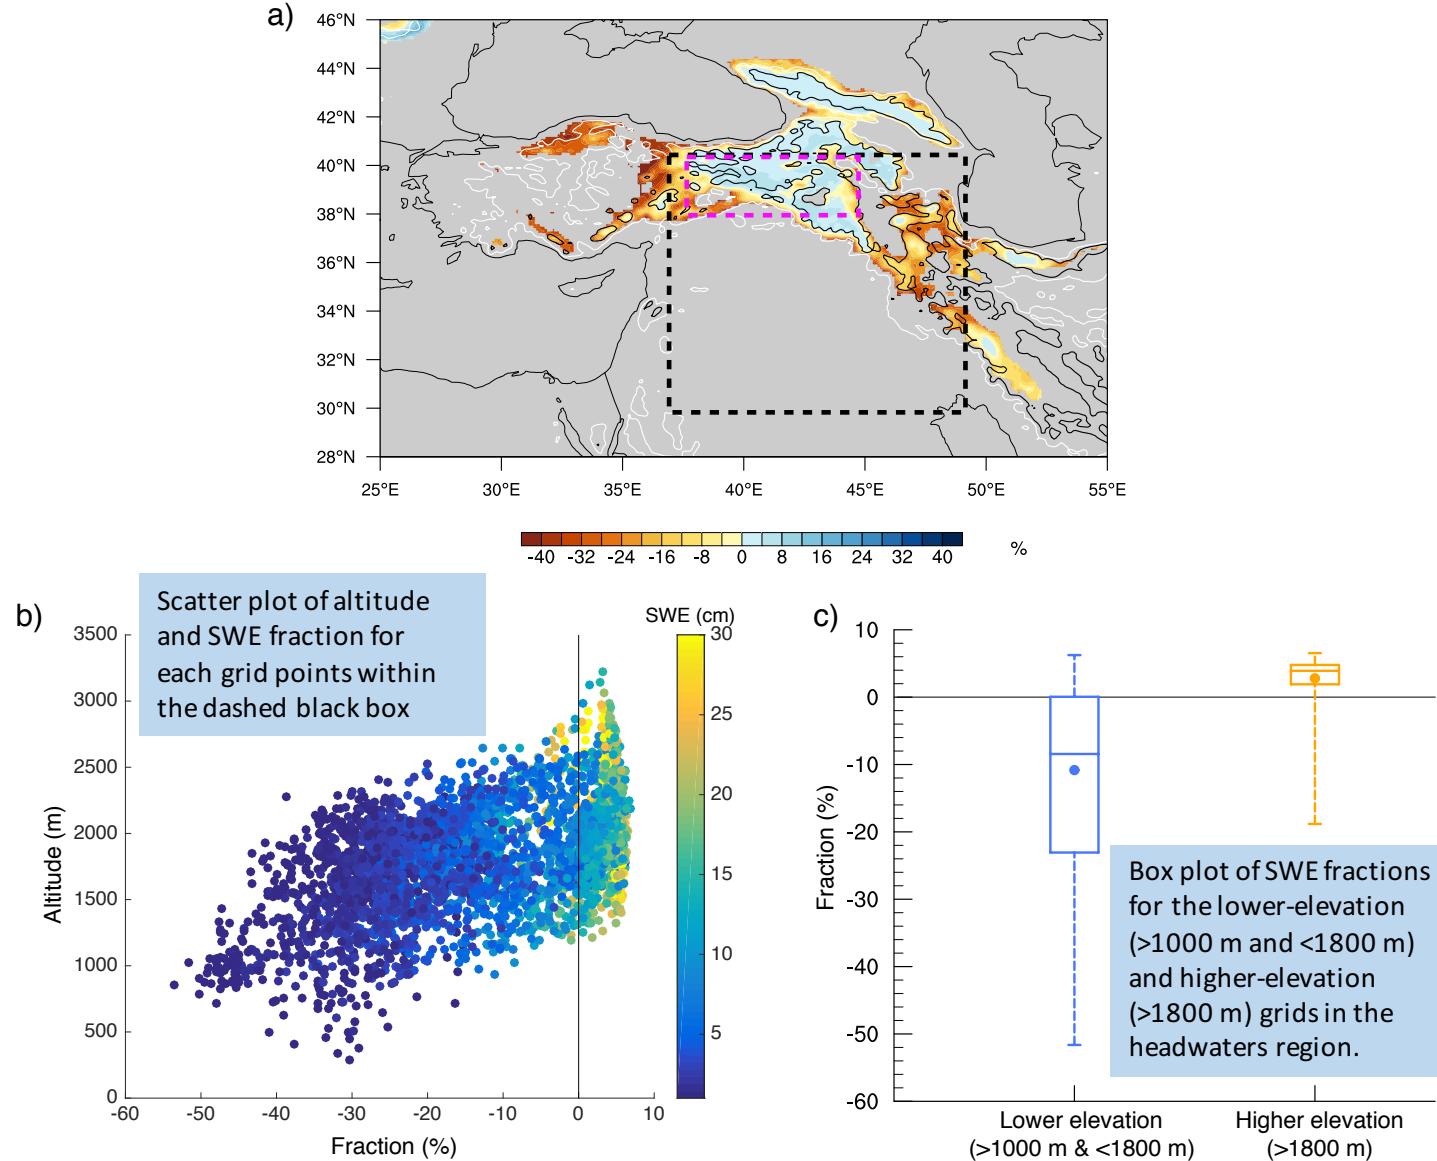 a)
46°N
44°N
42°N
40°N
38°N
36°N
34°N
32°N
30°N
28°N
25°E 30°E 35°E 40°E 45°E 50°E 55°E
-40 -32 -24 -16 -8 0 8 16 24 32 40 %
b)
Scatter plot of altitude
and SWE fraction for
each grid points within
the dashed black box
SWE (cm)
30
25
20
15
10
5
Altitude (m)
3500
3000
2500
2000
1500
1000
500
0
-60 -50 -40 -30 -20 -10 0 10
Fraction (%)
c)
Fraction (%)
10
0
-10
-20
-30
-40
-50
-60
Box plot of SWE fractions
for the lower-elevation
(>1000 m and <1800 m)
and higher-elevation
(>1800 m) grids in the
headwaters region.
Lower elevation
(>1000 m & <1800 m)
Higher elevation
(>1800 m)